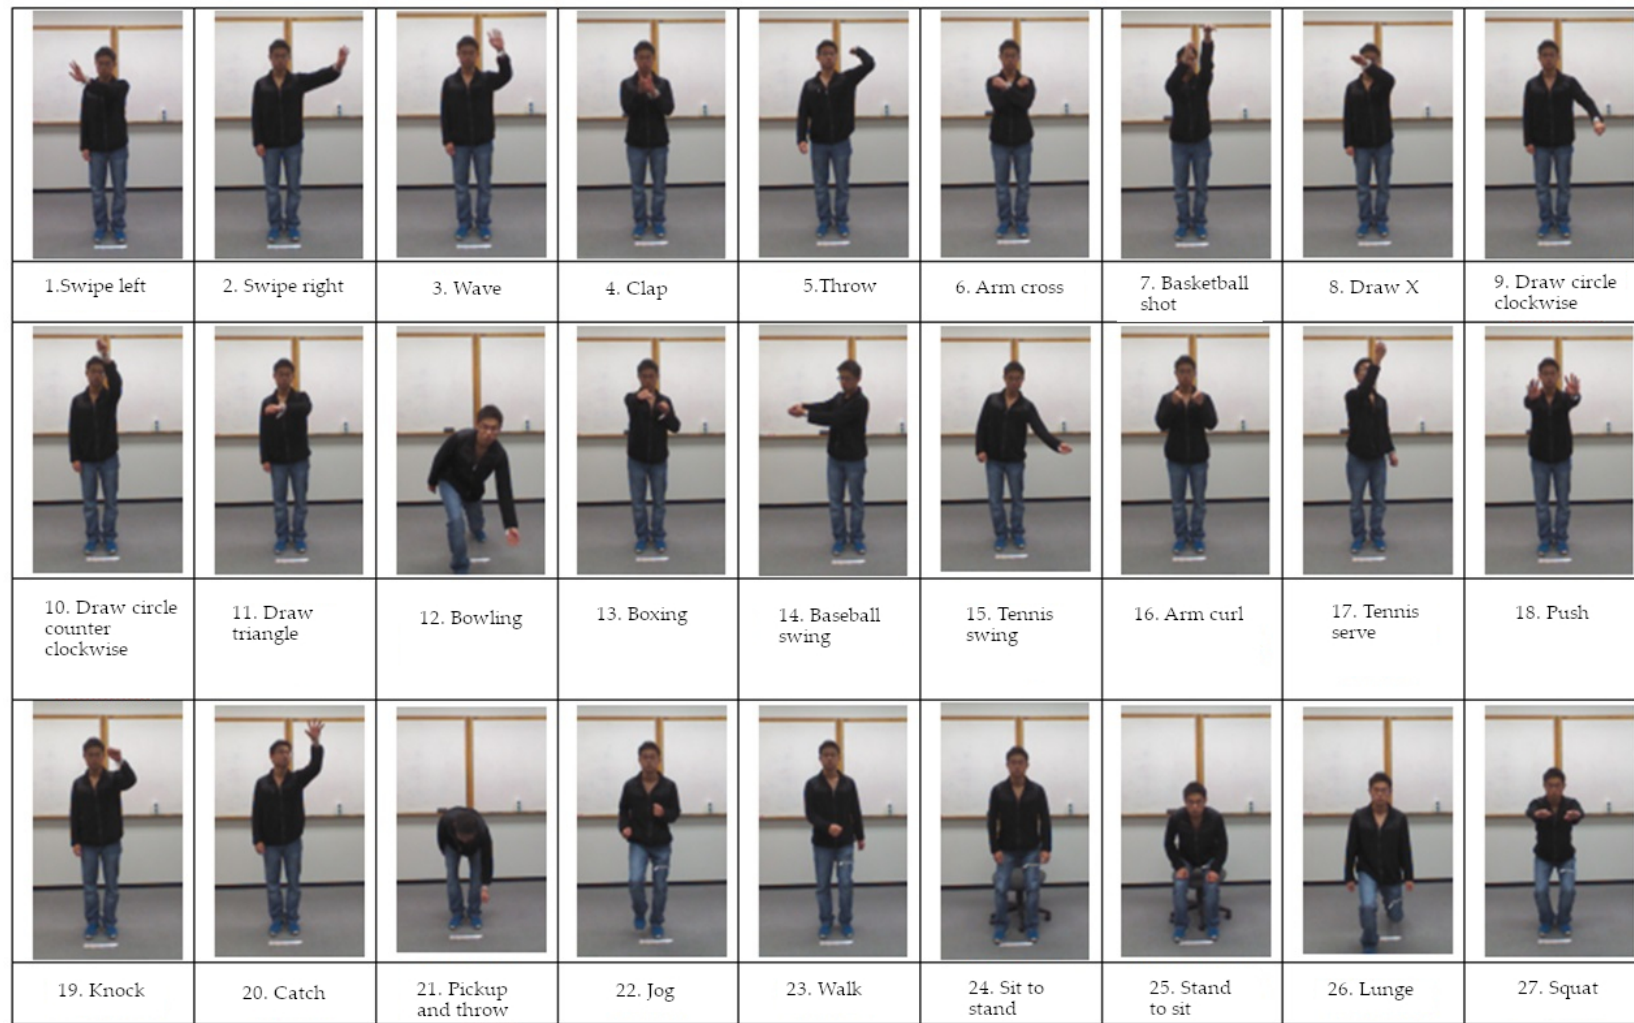 1.Swipe left
2. Swipe right
3. Wave
4. Clap
5.Throw
6. Arm cross
7. Basketball
shot
8. Draw X
9. Draw circle
clockwise
10. Draw circle
counter
clockwise
11. Draw
triangle
12. Bowling
13. Boxing
14. Baseball
swing
15. Tennis
swing
16. Arm curl
17. Tennis
serve
18. Push
19. Knock
20. Catch
21. Pickup
and throw
22. Jog
23. Walk
24. Sit to
stand
25. Stand
to sit
26. Lunge
27. Squat